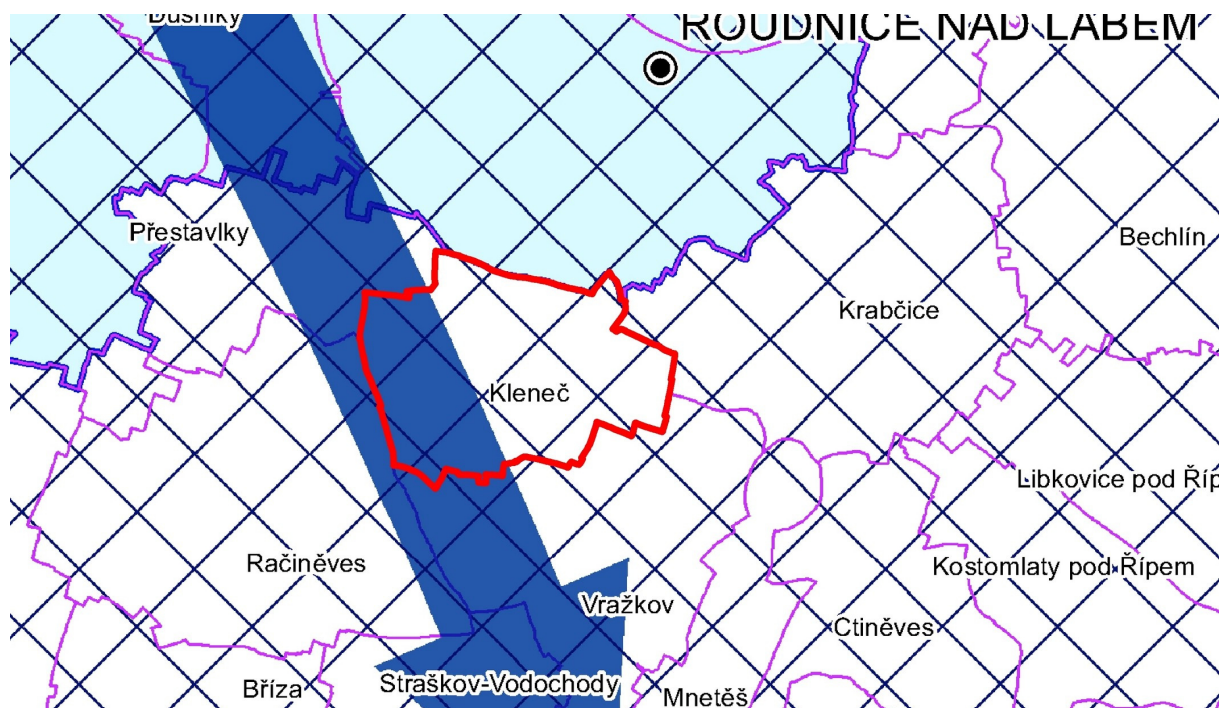 Dušníky
ROUDNICE NAD LABEM
Přestavlky
Bechlín
Krabčice
Kleneč
Libkovice pod Říp
Račiněves
Kostomlaty pod Řípem
Vražkov
Ctiněves
Bříza
Straškov-Vodochody
Mnetěš